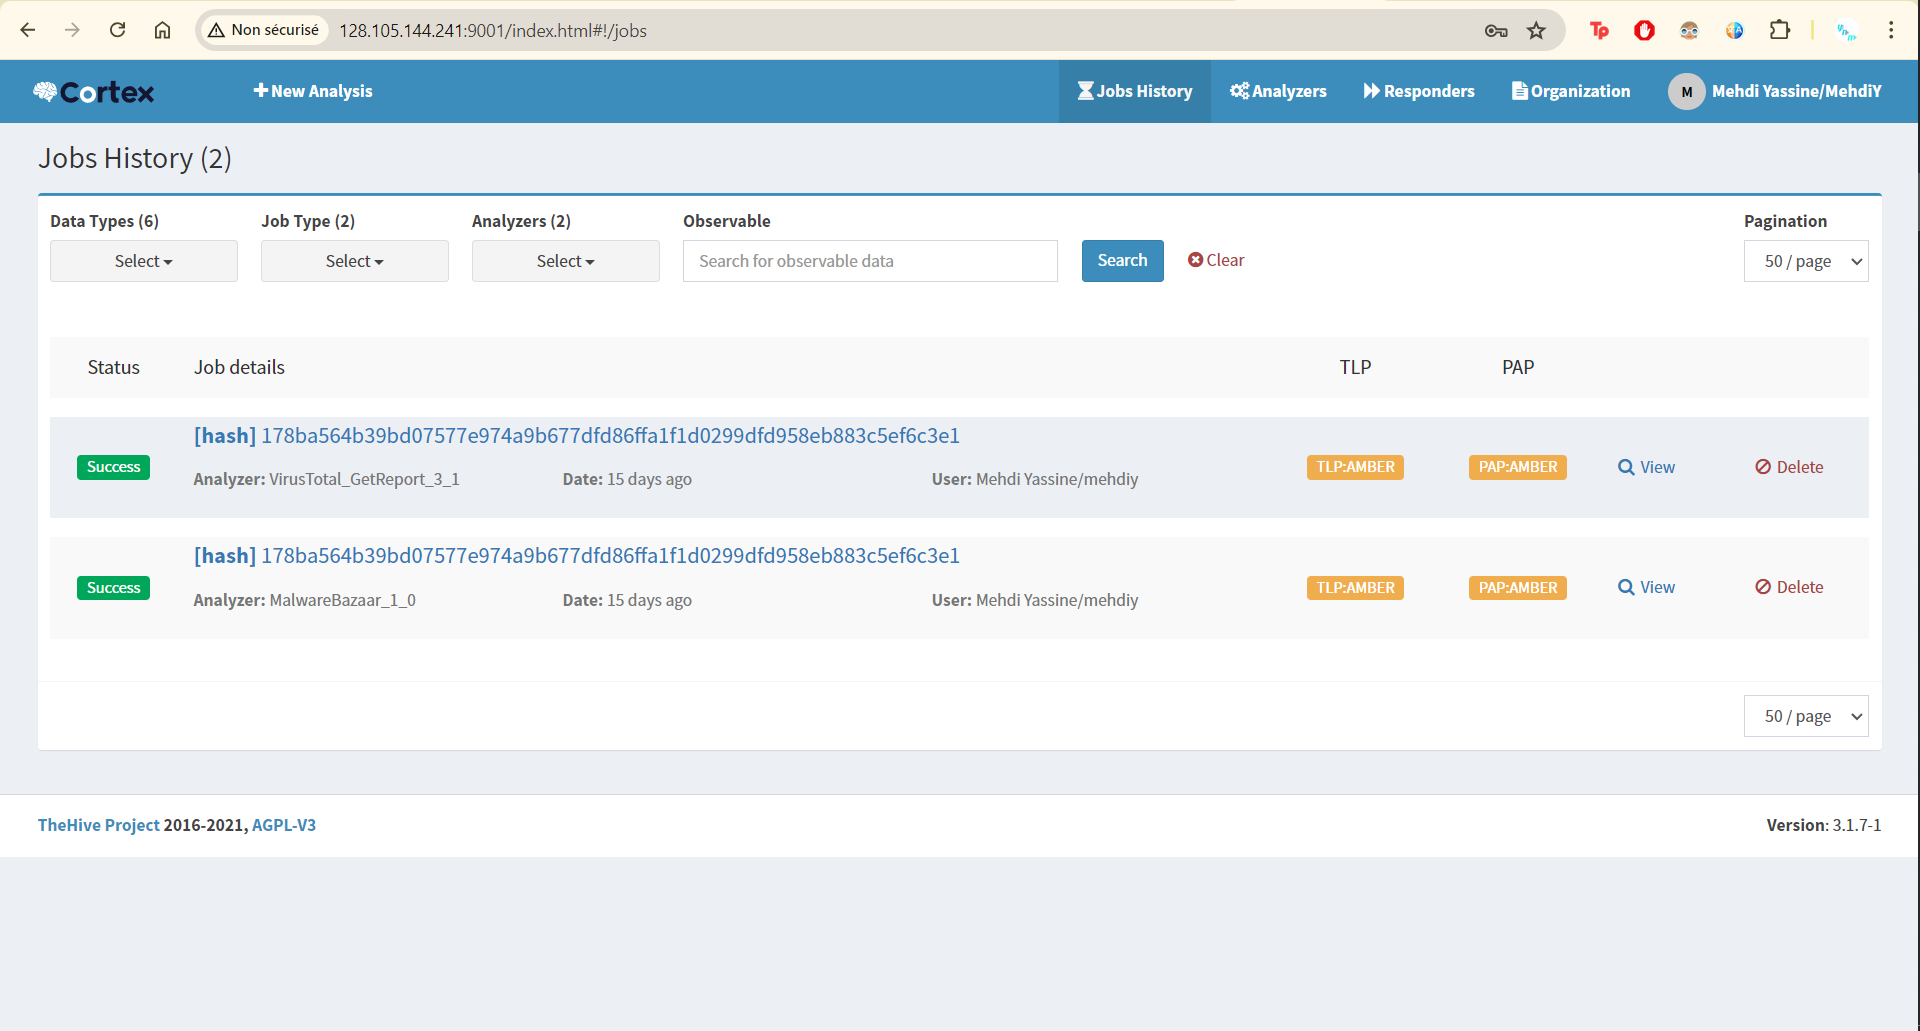 Non sécurisé 128.105.144.241:9001/index.html#!/jobs
Cortex New Analysis Jobs History Analyzers Responders Organization M Mehdi Yassine/MehdiY
Jobs History (2)
Data Types (6) Job Type (2) Analyzers (2) Observable Pagination
Select Select Select Search for observable data Search Clear 50 / page
Status Job details TLP PAP
[hash] 178ba564b39bd07577e974a9b677dfd86ffa1f1d0299dfd958eb883c5ef6c3e1
Success TLP:AMBER PAP:AMBER View Delete
Analyzer: VirusTotal_GetReport_3_1 Date: 15 days ago User: Mehdi Yassine/mehdiy
[hash] 178ba564b39bd07577e974a9b677dfd86ffa1f1d0299dfd958eb883c5ef6c3e1
Success TLP:AMBER PAP:AMBER View Delete
Analyzer: MalwareBazaar_1_0 Date: 15 days ago User: Mehdi Yassine/mehdiy
50 / page
TheHive Project 2016-2021, AGPL-V3 Version: 3.1.7-1